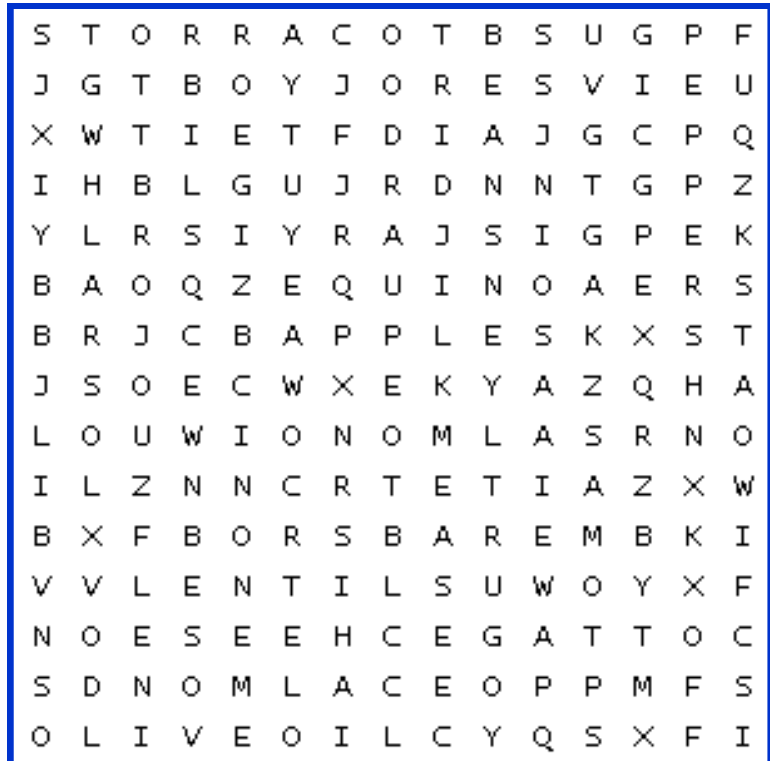 S T O R R A C O T B S U G P F
J G T B O Y J O R E S V I E U
X W T I E T F D I A J G C P Q
I H B L G U J R D N N T G P Z
Y L R S I Y R A J S I G P E K
B A O Q Z E Q U I N O A E R S
B R J C B A P P L E S K X S T
J S O E C W X E K Y A Z Q H A
L O U W I O N O M L A S R N O
I L Z N N C R T E T I A Z X W
B X F B O R S B A R E M B K I
V V L E N T I L S U W O Y X F
N O E S E E H C E G A T T O C
S D N O M L A C E O P P M F S
O L I V E O I L C Y Q S X F I